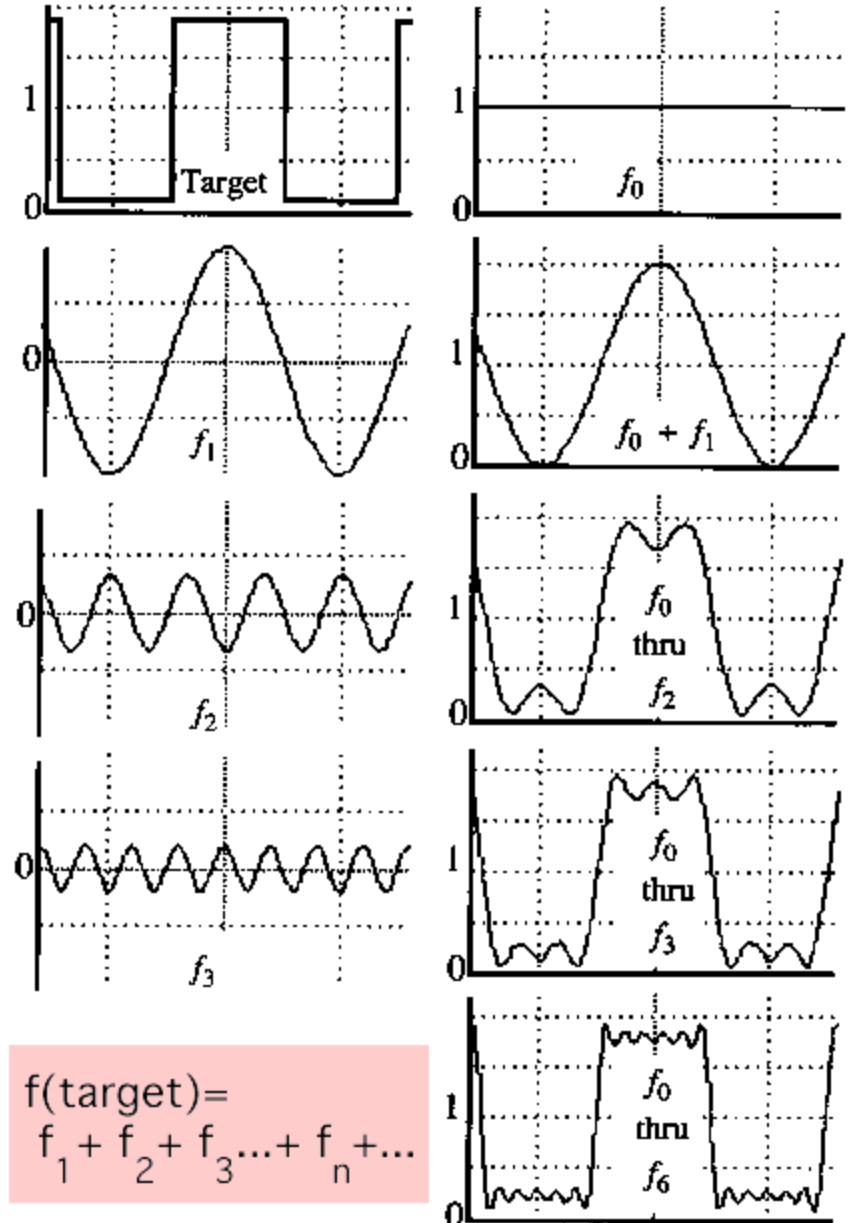 1
0
Target
1
0
f0
0
f1
1
0
f0 + f1
0
f2
1
0
f0
thru
f2
0
f3
1
0
f0
thru
f3
f(target)=
f1+ f2+ f3...+ fn+...
1
0
f0
thru
f6